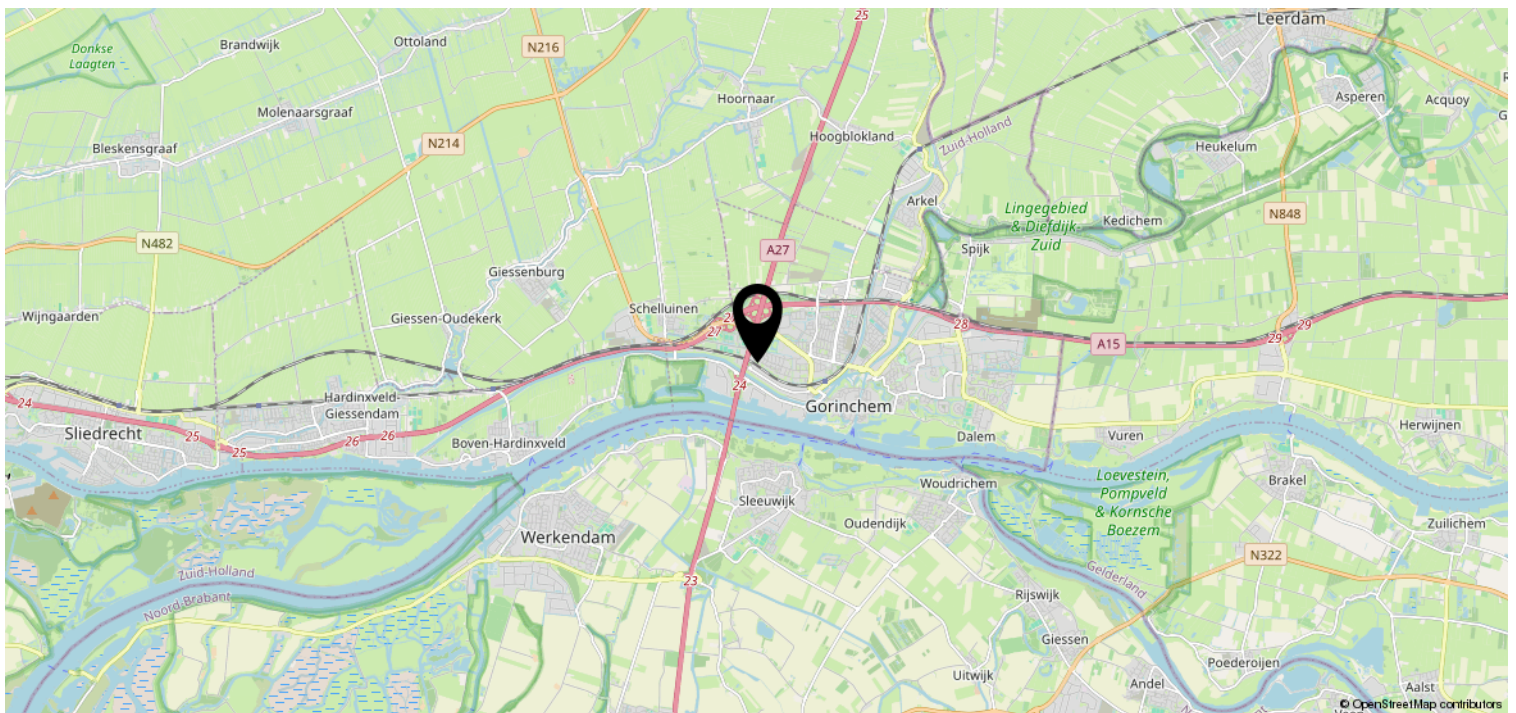 25
Leerdam
Donkse
Laagten
Brandwijk
Ottoland
N216
Hoornaar
Asperen
Acquoy
Molenaarsgraaf
Hoogblokland
Zuid-Holland
Heukelum
Bleskensgraaf
N214
Arkel
Lingegebied
& Diefdijk-
Zuid
Kedichem
N848
N482
A27
Spijk
Giessenburg
Wijngaarden
Giessen-Oudekerk
Schelluinen
27
28
A15
29
29
24
Hardinxveld-
Giessendam
24
Gorinchem
Sliedrecht
25
25
26
26
Boven-Hardinxveld
Dalem
Vuren
Herwijnen
Sleeuwijk
Woudrichem
Loevestein,
Pompveld
& Kornsche
Boezem
Brakel
Oudendijk
Zuilichem
Werkendam
N322
Zuid-Holland
Noord-Brabant
23
Gelderland
Rijswijk
Giessen
Uitwijk
Andel
Poederoijen
Aalst
© OpenStreetMap contributors